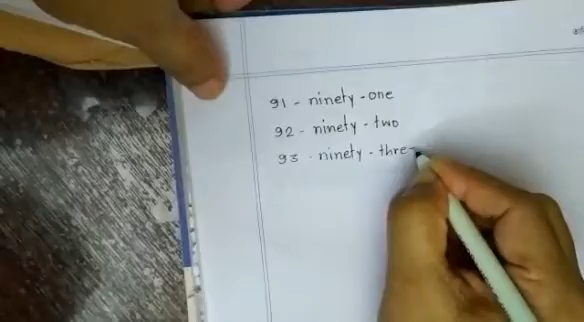 91 - ninety - one
92 - ninety - two
93 - ninety - thre